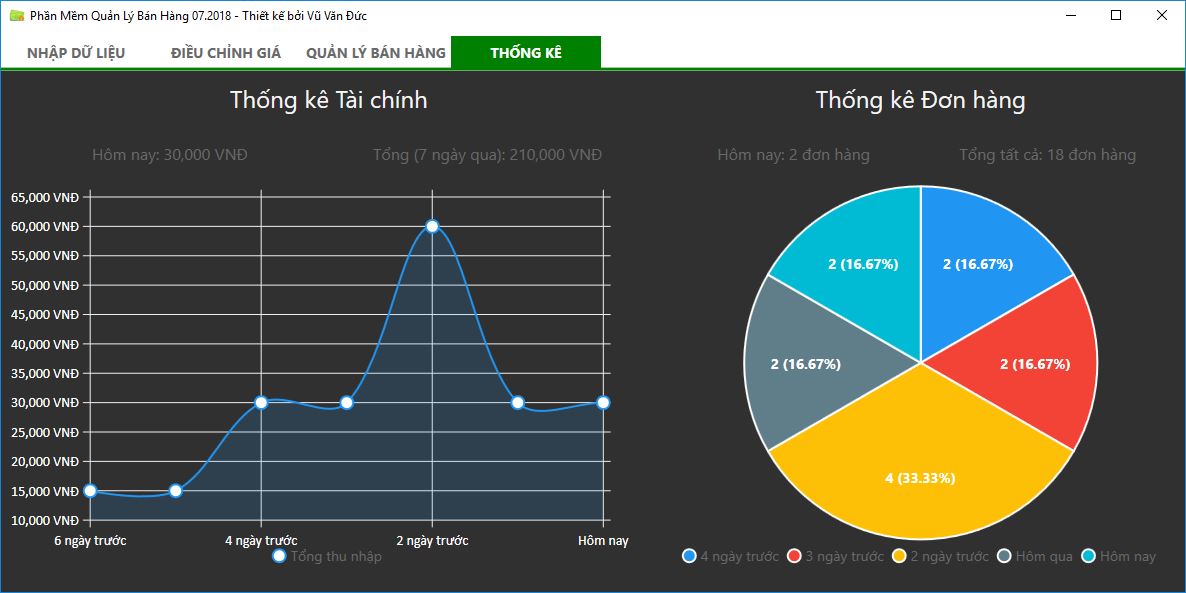 Phần Mềm Quản Lý Bán Hàng 07.2018 - Thiết kế bởi Vũ Văn Đức
NHẬP DỮ LIỆU ĐIỀU CHỈNH GIÁ QUẢN LÝ BÁN HÀNG THỐNG KÊ
Thống kê Tài chính
Hôm nay: 30,000 VNĐ Tổng (7 ngày qua): 210,000 VNĐ
65,000 VNĐ
60,000 VNĐ
55,000 VNĐ
50,000 VNĐ
45,000 VNĐ
40,000 VNĐ
35,000 VNĐ
30,000 VNĐ
25,000 VNĐ
20,000 VNĐ
15,000 VNĐ
10,000 VNĐ
6 ngày trước 4 ngày trước 2 ngày trước Hôm nay
Tổng thu nhập
Thống kê Đơn hàng
Hôm nay: 2 đơn hàng Tổng tất cả: 18 đơn hàng
2 (16.67%) 2 (16.67%)
2 (16.67%) 2 (16.67%)
4 (33.33%)
4 ngày trước 3 ngày trước 2 ngày trước Hôm qua Hôm nay